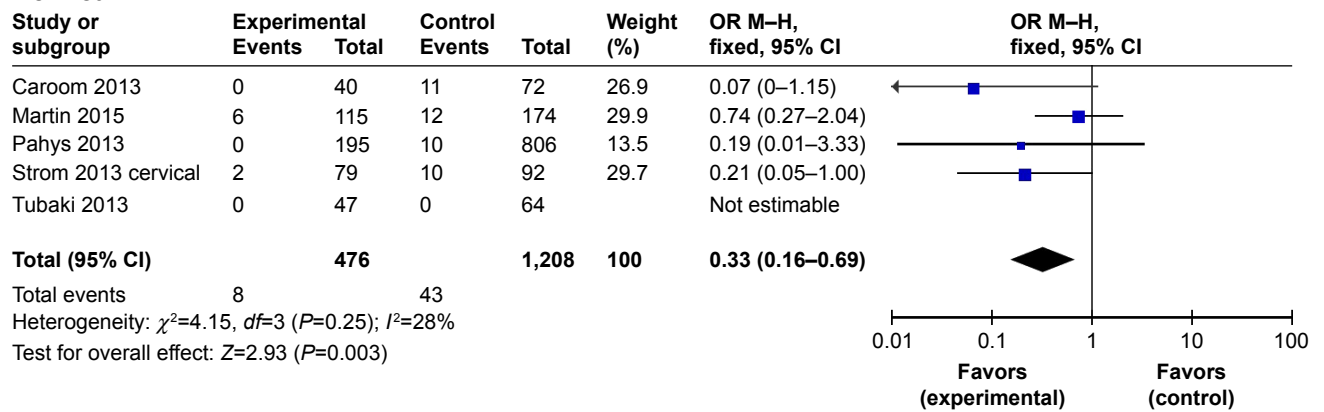 Study or Experimental Control Weight OR M–H, OR M–H,
subgroup Events Total Events Total (%) fixed, 95% CI fixed, 95% CI
Caroom 2013 0 40 11 72 26.9 0.07 (0–1.15)
Martin 2015 6 115 12 174 29.9 0.74 (0.27–2.04)
Pahys 2013 0 195 10 806 13.5 0.19 (0.01–3.33)
Strom 2013 cervical 2 79 10 92 29.7 0.21 (0.05–1.00)
Tubaki 2013 0 47 0 64 Not estimable
Total (95% CI) 476 1,208 100 0.33 (0.16–0.69)
Total events 8 43
Heterogeneity: χ²=4.15, df=3 (P=0.25); I²=28%
Test for overall effect: Z=2.93 (P=0.003)
0.01 0.1 1 10 100
Favors Favors
(experimental) (control)